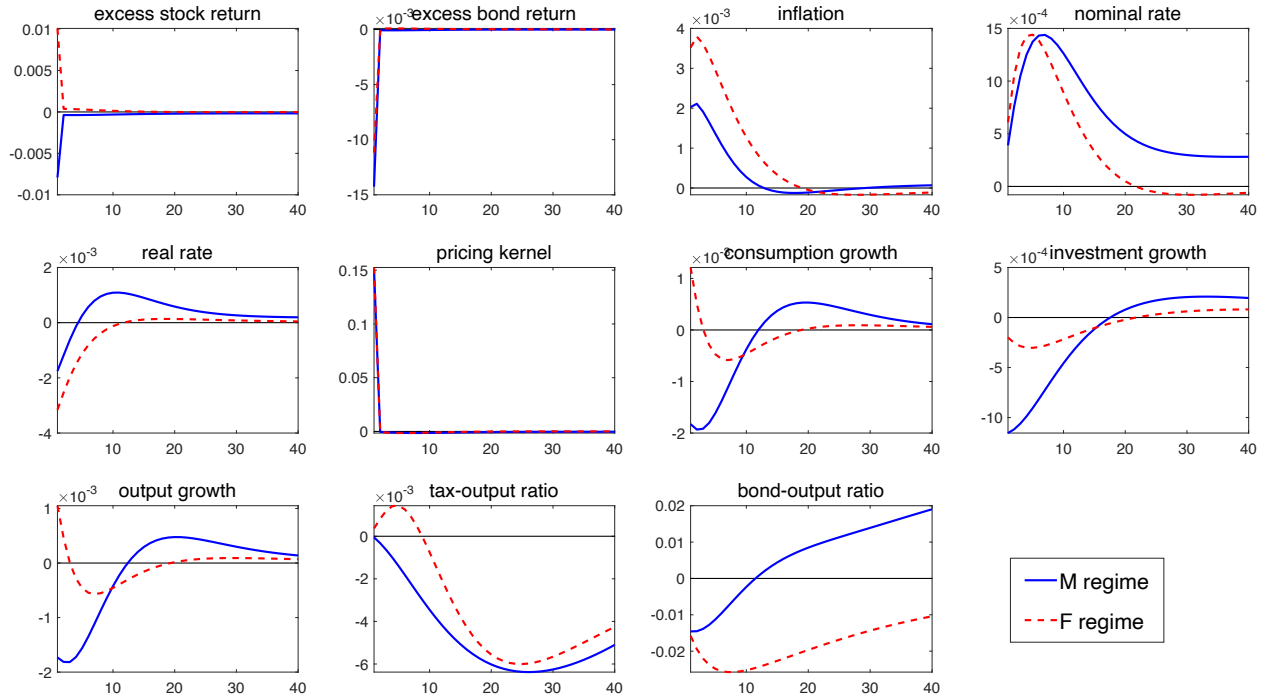 excess stock return
0.01
0.005
0
-0.005
-0.01
10 20 30 40
×10⁻³ excess bond return
0
-5
-10
-15
10 20 30 40
×10⁻³ inflation
4
3
2
1
0
10 20 30 40
×10⁻⁴ nominal rate
15
10
5
0
10 20 30 40
×10⁻³ real rate
2
0
-2
-4
10 20 30 40
pricing kernel
0.15
0.1
0.05
0
10 20 30 40
×10⁻³ consumption growth
1
0
-1
-2
10 20 30 40
×10⁻⁴ investment growth
5
0
-5
-10
10 20 30 40
×10⁻³ output growth
1
0
-1
-2
10 20 30 40
×10⁻³ tax-output ratio
0
-2
-4
-6
10 20 30 40
bond-output ratio
0.02
0.01
0
-0.01
-0.02
10 20 30 40
M regime
F regime